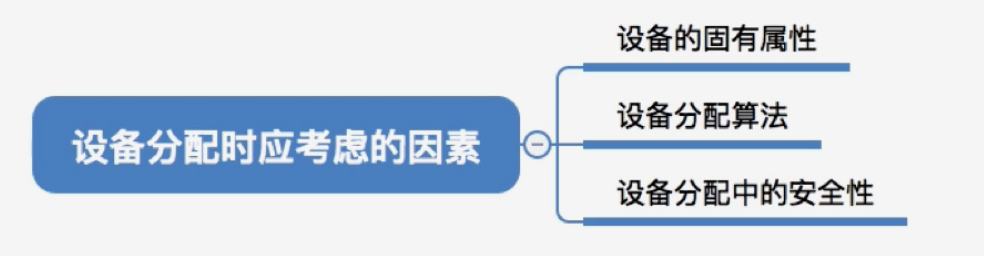 设备分配时应考虑的因素
设备的固有属性
设备分配算法
设备分配中的安全性